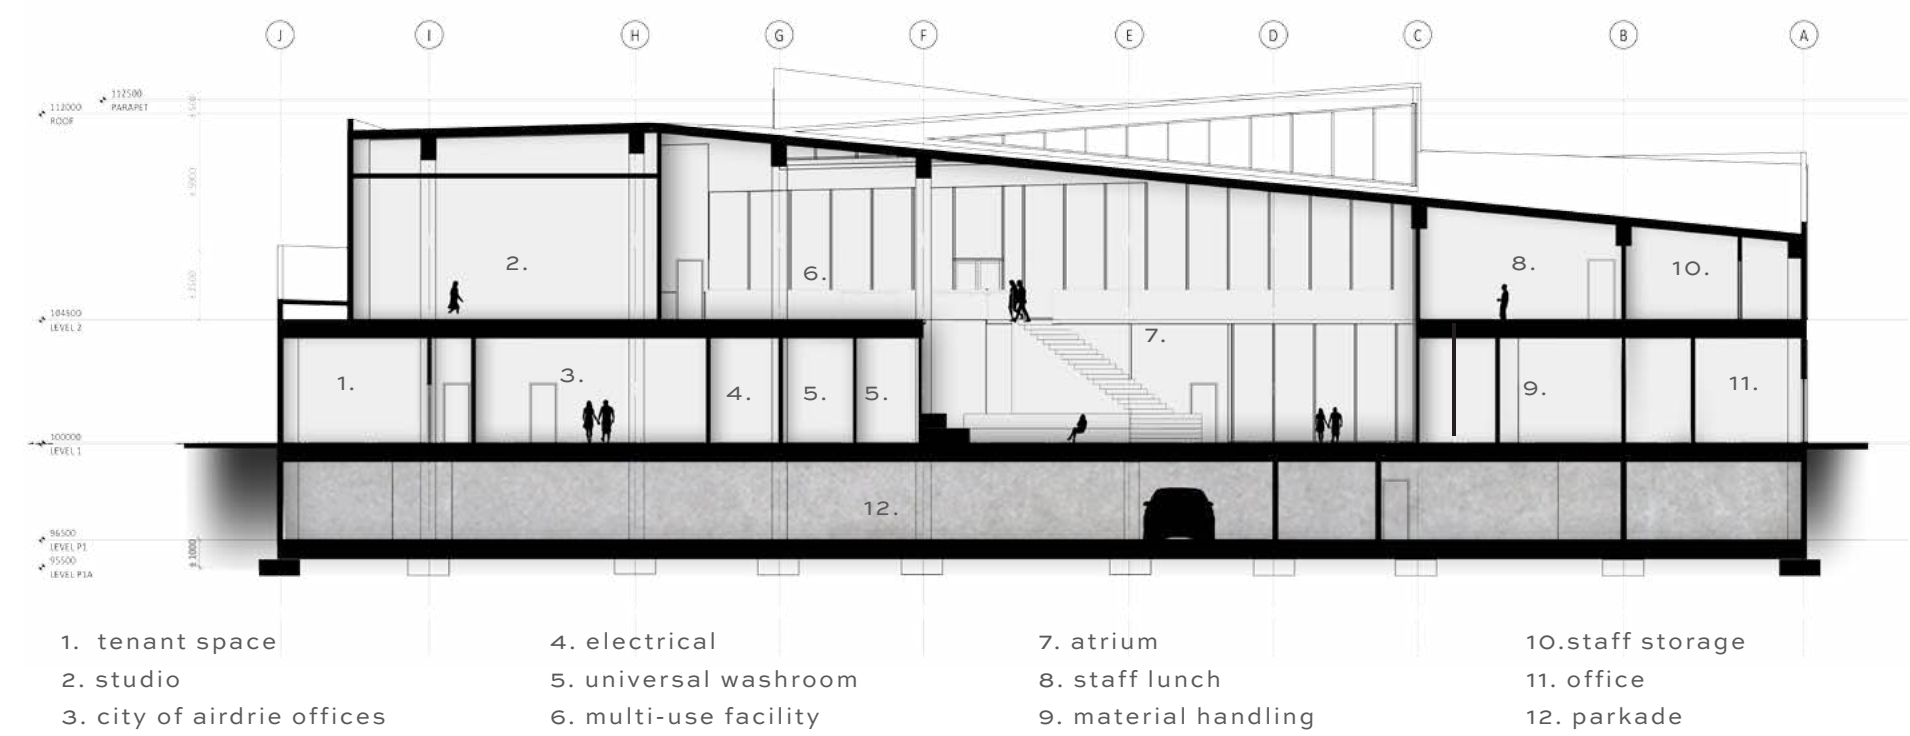 J I H G F E D C B A
112500
PARAPET
112000
ROOF
2.
6.
8.
10.
104500
LEVEL 2
7.
1.
3.
4.
5.
5.
9.
11.
100000
LEVEL 1
12.
96500
LEVEL P1
95500
LEVEL P1A
1. tenant space
2. studio
3. city of airdrie offices
4. electrical
5. universal washroom
6. multi-use facility
7. atrium
8. staff lunch
9. material handling
10.staff storage
11. office
12. parkade